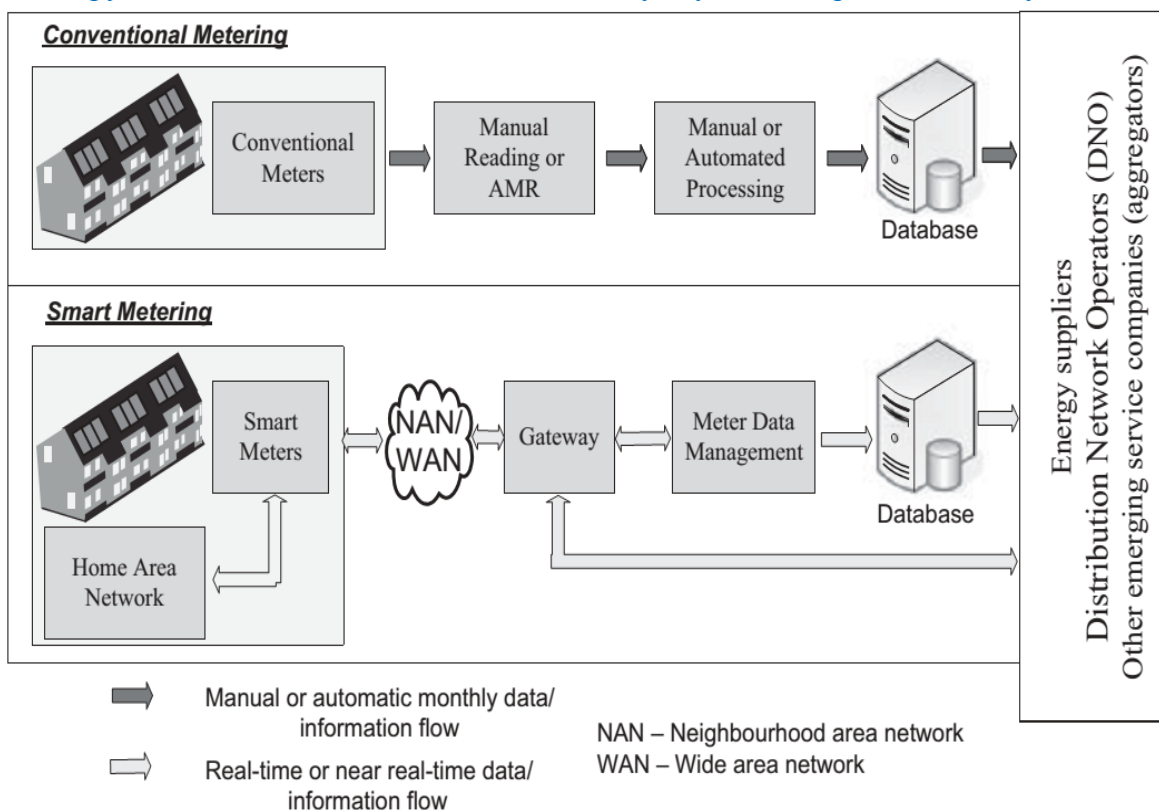 Conventional Metering
Conventional
Meters
Manual
Reading or
AMR
Manual or
Automated
Processing
Database
Smart Metering
Smart
Meters
NAN/
WAN
Gateway
Meter Data
Management
Database
Home Area
Network
Energy suppliers
Distribution Network Operators (DNO)
Other emerging service companies (aggregators)
Manual or automatic monthly data/
information flow
Real-time or near real-time data/
information flow
NAN – Neighbourhood area network
WAN – Wide area network